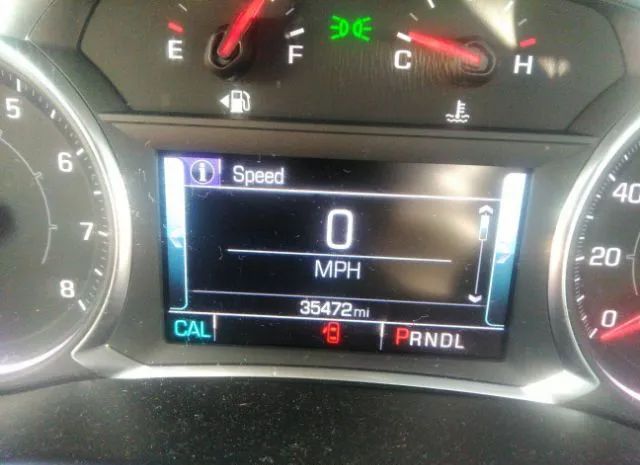 E F C H
5
6
7
8
i Speed
0
MPH
35472mi
CAL PRNDL
40
20
0